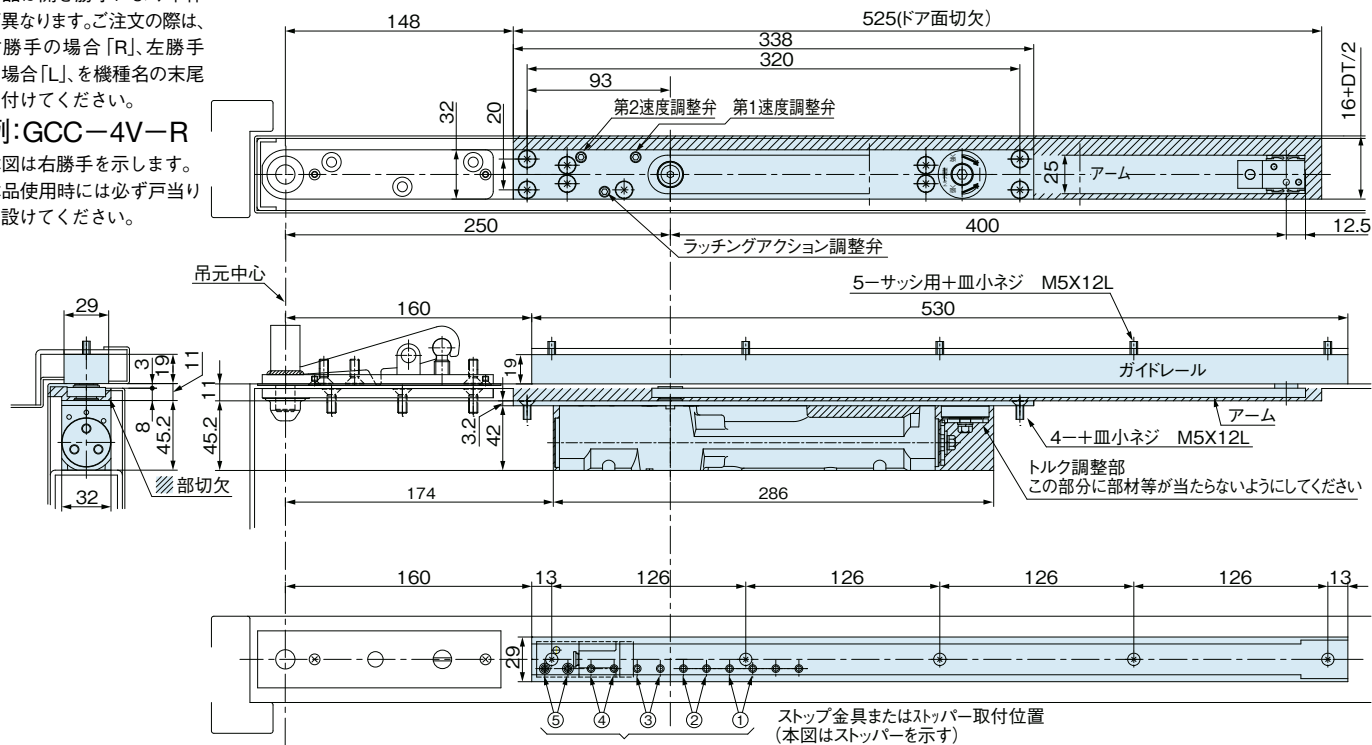 異なります。ご注文の際は、
勝手の場合「R」、左勝手
場合「L」、を機種名の末尾
付けてください。
例:GCC−4V−R
図は右勝手を示します。
品使用時には必ず戸当り
設けてください。
148
525(ドア面切欠)
338
320
93
第2速度調整弁
第1速度調整弁
32
20
25
アーム
16+DT/2
250
400
12.5
ラッチングアクション調整弁
吊元中心
5ーサッシ用+皿小ネジ M5X12L
29
160
530
3
19
11
8
45.2
32
部切欠
11
45.2
3.2
42
19
ガイドレール
アーム
4ー+皿小ネジ M5X12L
トルク調整部
この部分に部材等が当たらないようにしてください
174
286
160
13
126
126
126
126
13
29
⑤
④
③
②
①
ストップ金具またはストッパー取付位置
(本図はストッパーを示す)